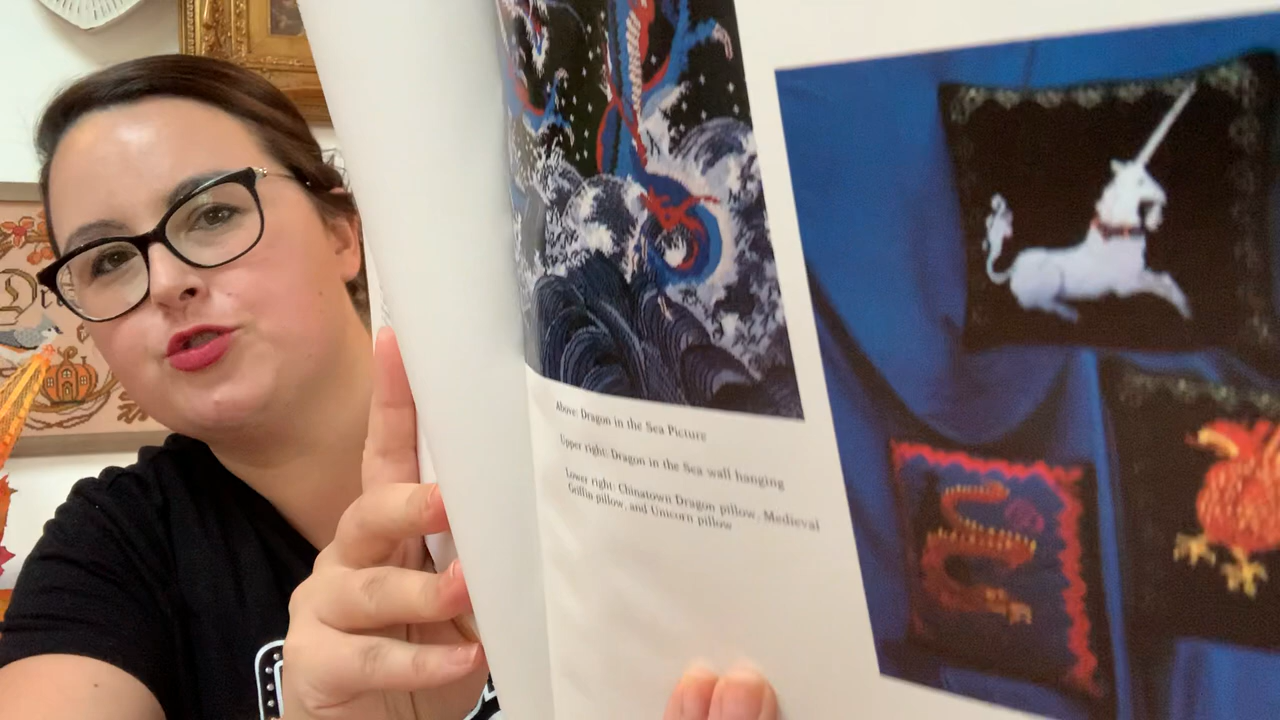 Above: Dragon in the Sea Picture
Upper right: Dragon in the Sea wall hanging
Lower right: Chinatown Dragon pillow, Medieval
Griffin pillow, and Unicorn pillow